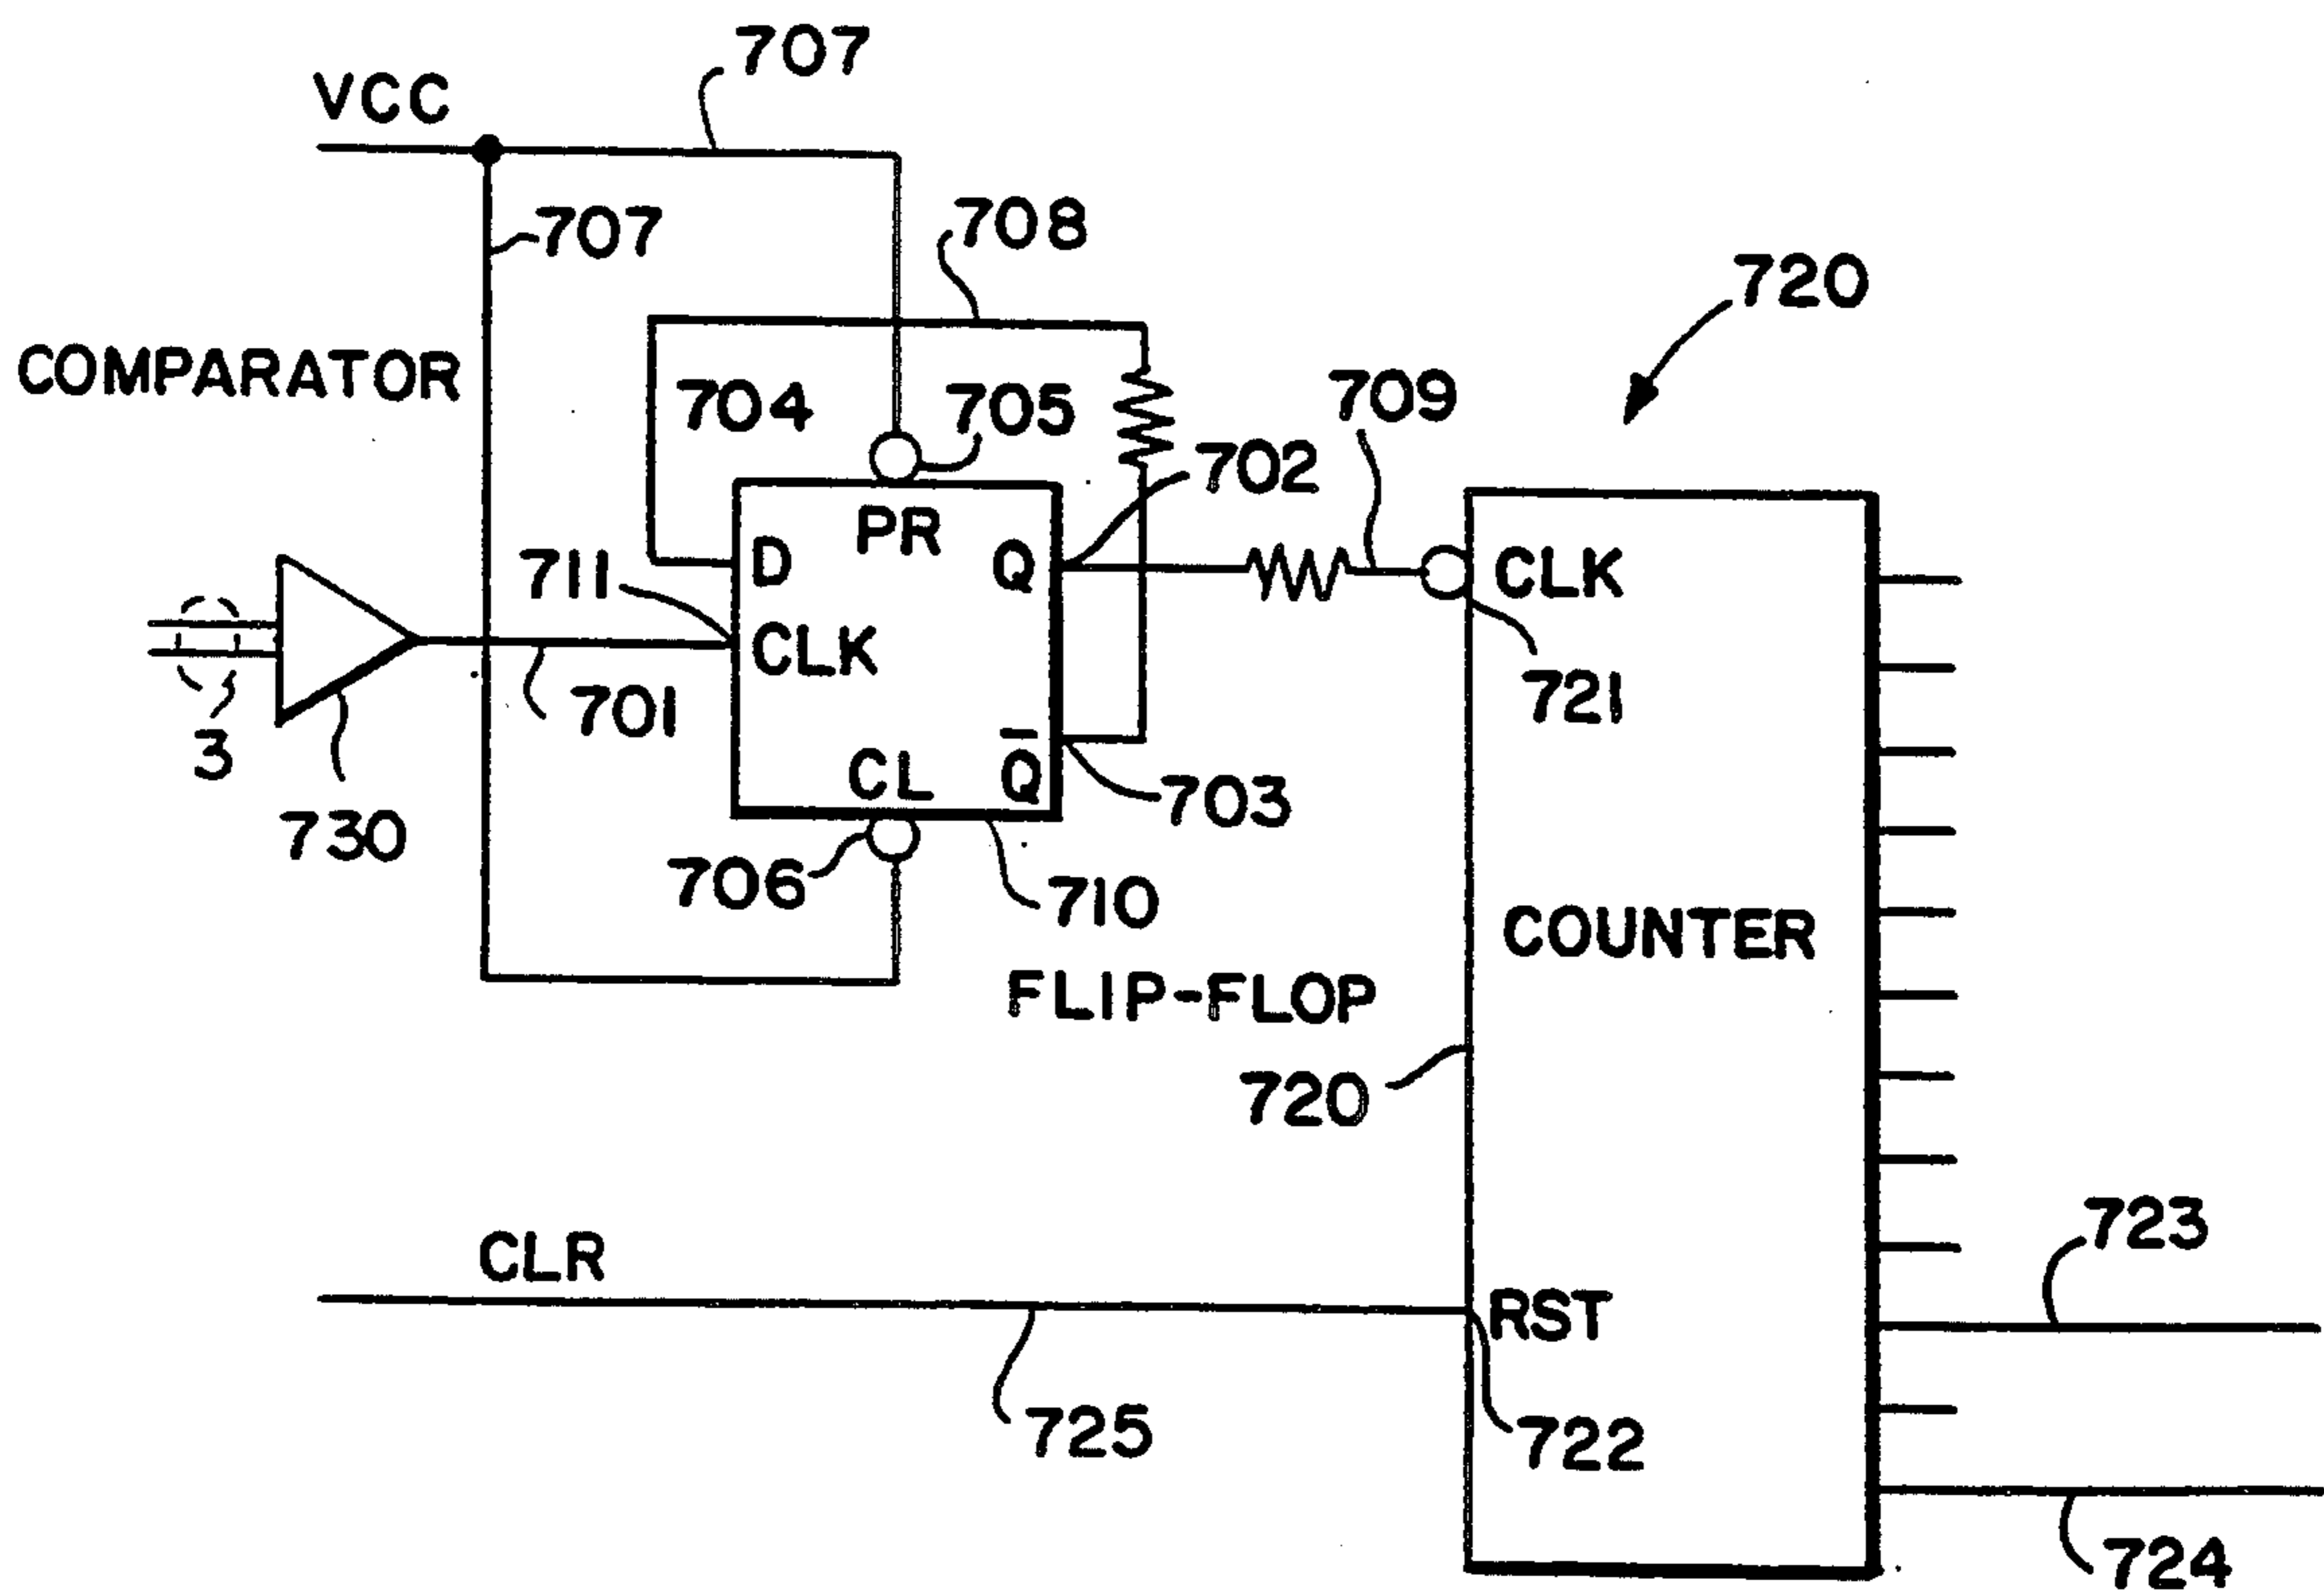 707
VCC
707
708
720
COMPARATOR
704
705
709
702
PR
D
Q
CLK
711
CLK
701
721
3
CL
Q̅
703
730
706
710
COUNTER
FLIP-FLOP
720
723
CLR
RST
725
722
724